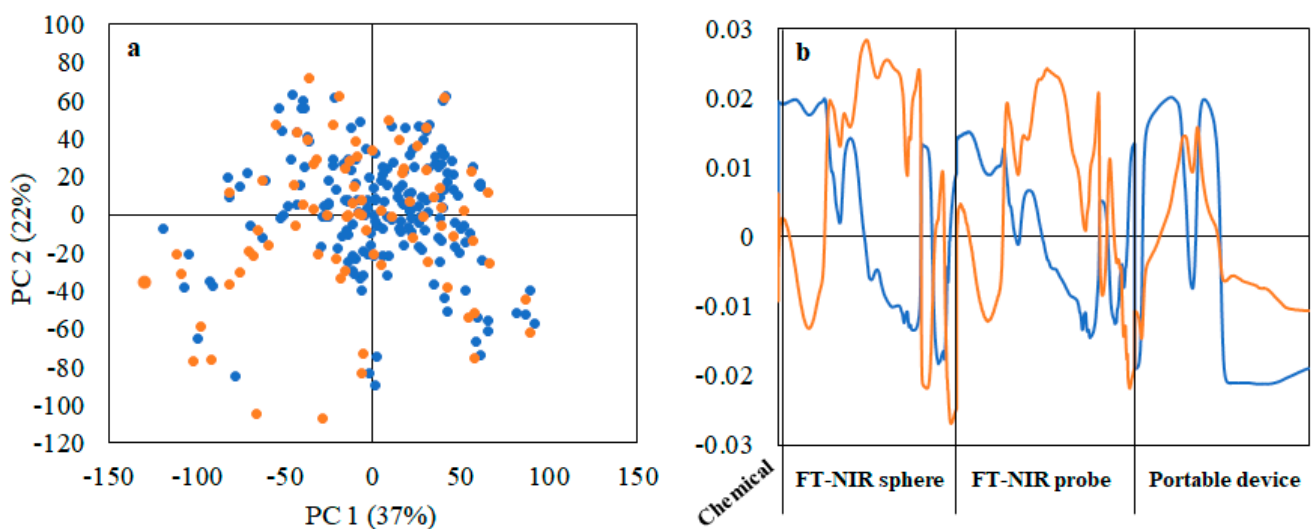 a
100
80
60
40
20
0
-20
-40
-60
-80
-100
-120
PC 2 (22%)
-150 -100 -50 0 50 100 150
PC 1 (37%)
b
0.03
0.02
0.01
0
-0.01
-0.02
-0.03
Chemical
FT-NIR sphere FT-NIR probe Portable device